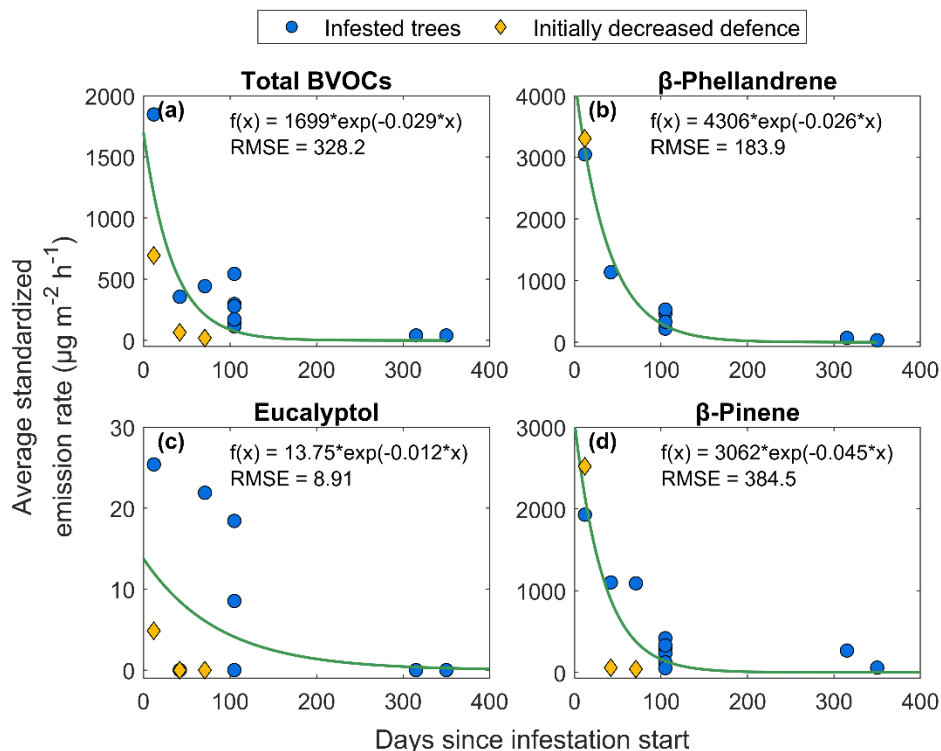 Infested trees Initially decreased defence
Total BVOCs
(a)
f(x) = 1699*exp(-0.029*x)
RMSE = 328.2
2000
1500
1000
500
0
0 100 200 300 400
β-Phellandrene
(b)
f(x) = 4306*exp(-0.026*x)
RMSE = 183.9
4000
3000
2000
1000
0
0 100 200 300 400
Average standardized
emission rate (µg m⁻² h⁻¹)
Eucalyptol
(c)
f(x) = 13.75*exp(-0.012*x)
RMSE = 8.91
30
20
10
0
0 100 200 300 400
β-Pinene
(d)
f(x) = 3062*exp(-0.045*x)
RMSE = 384.5
3000
2000
1000
0
0 100 200 300 400
Days since infestation start